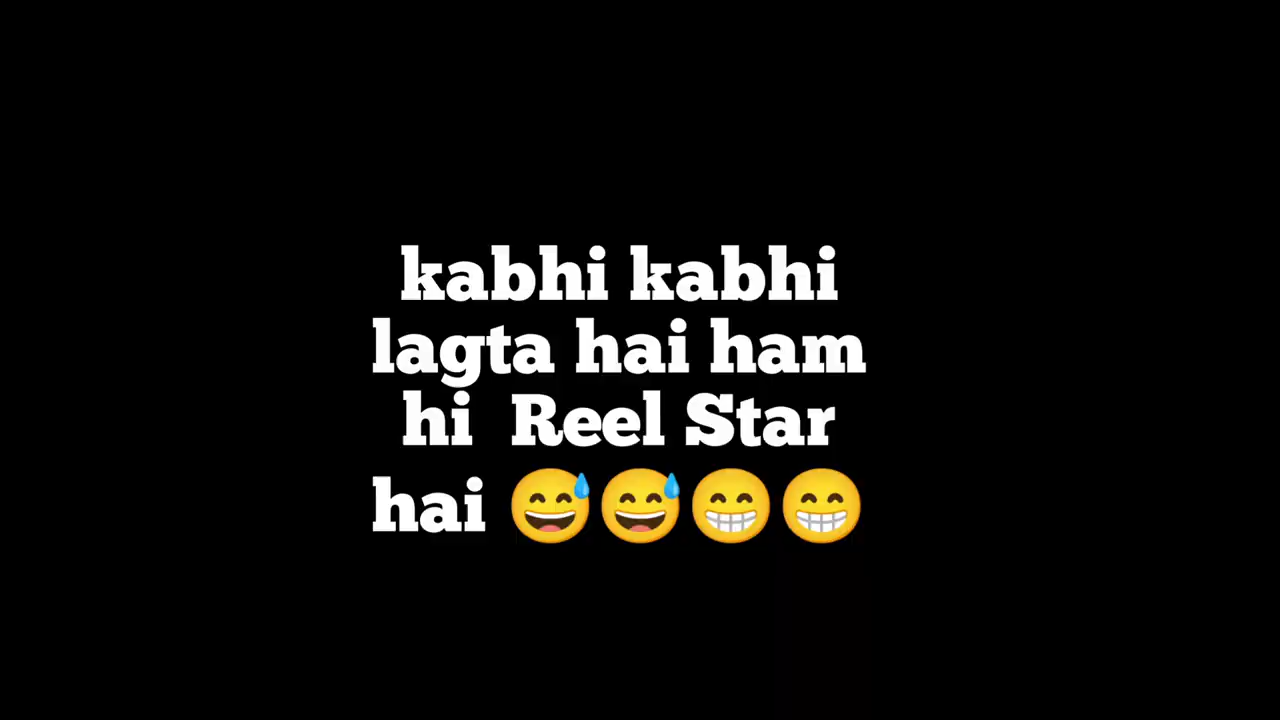 kabhi kabhi
lagta hai ham
hi  Reel Star
hai 😅😅😁😁